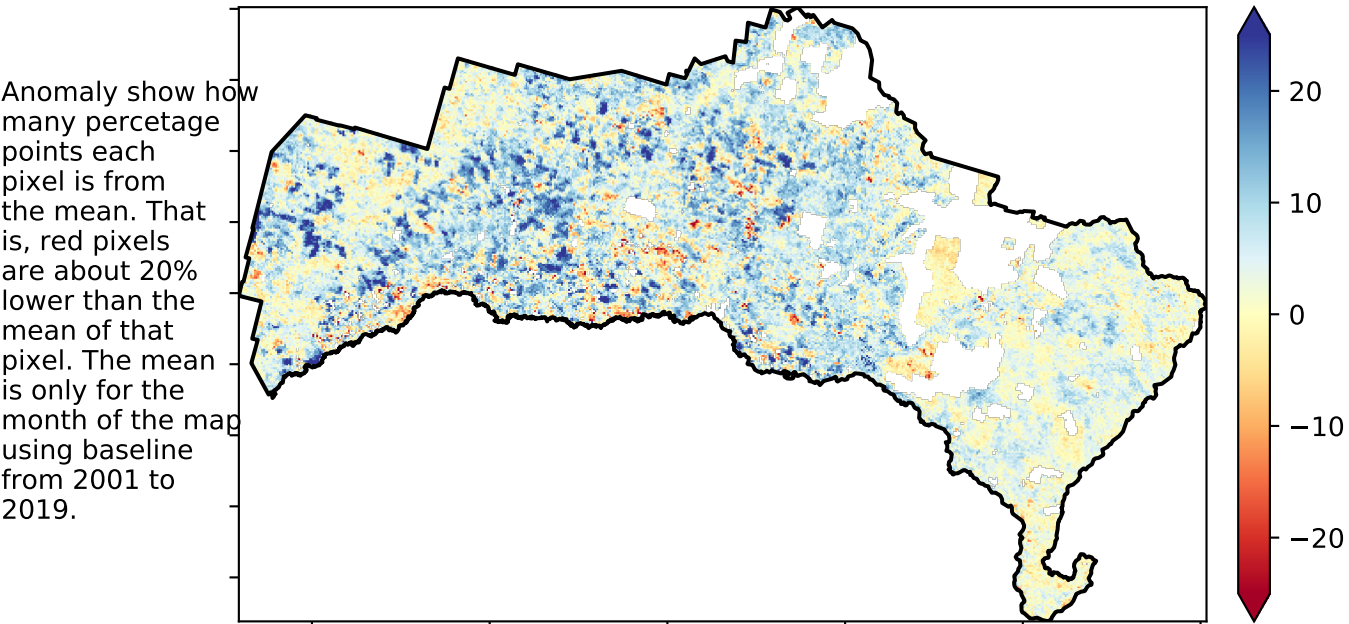 Anomaly show how
many percetage
points each
pixel is from
the mean. That
is, red pixels
are about 20%
lower than the
mean of that
pixel. The mean
is only for the
month of the map
using baseline
from 2001 to
2019.
20
10
0
−10
−20